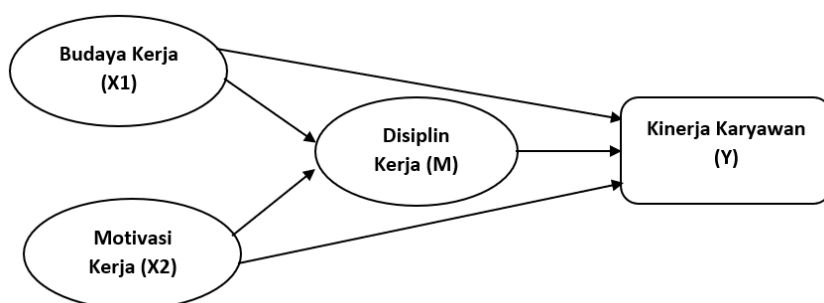 Budaya Kerja
(X1)
Disiplin
Kerja (M)
Kinerja Karyawan
(Y)
Motivasi
Kerja (X2)